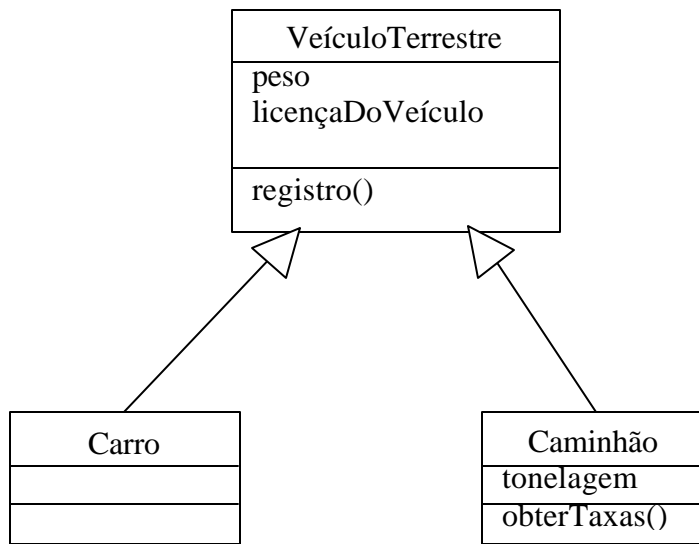 VeículoTerrestre
peso
licençaDoVeículo
registro()
Carro
Caminhão
tonelagem
obterTaxas()